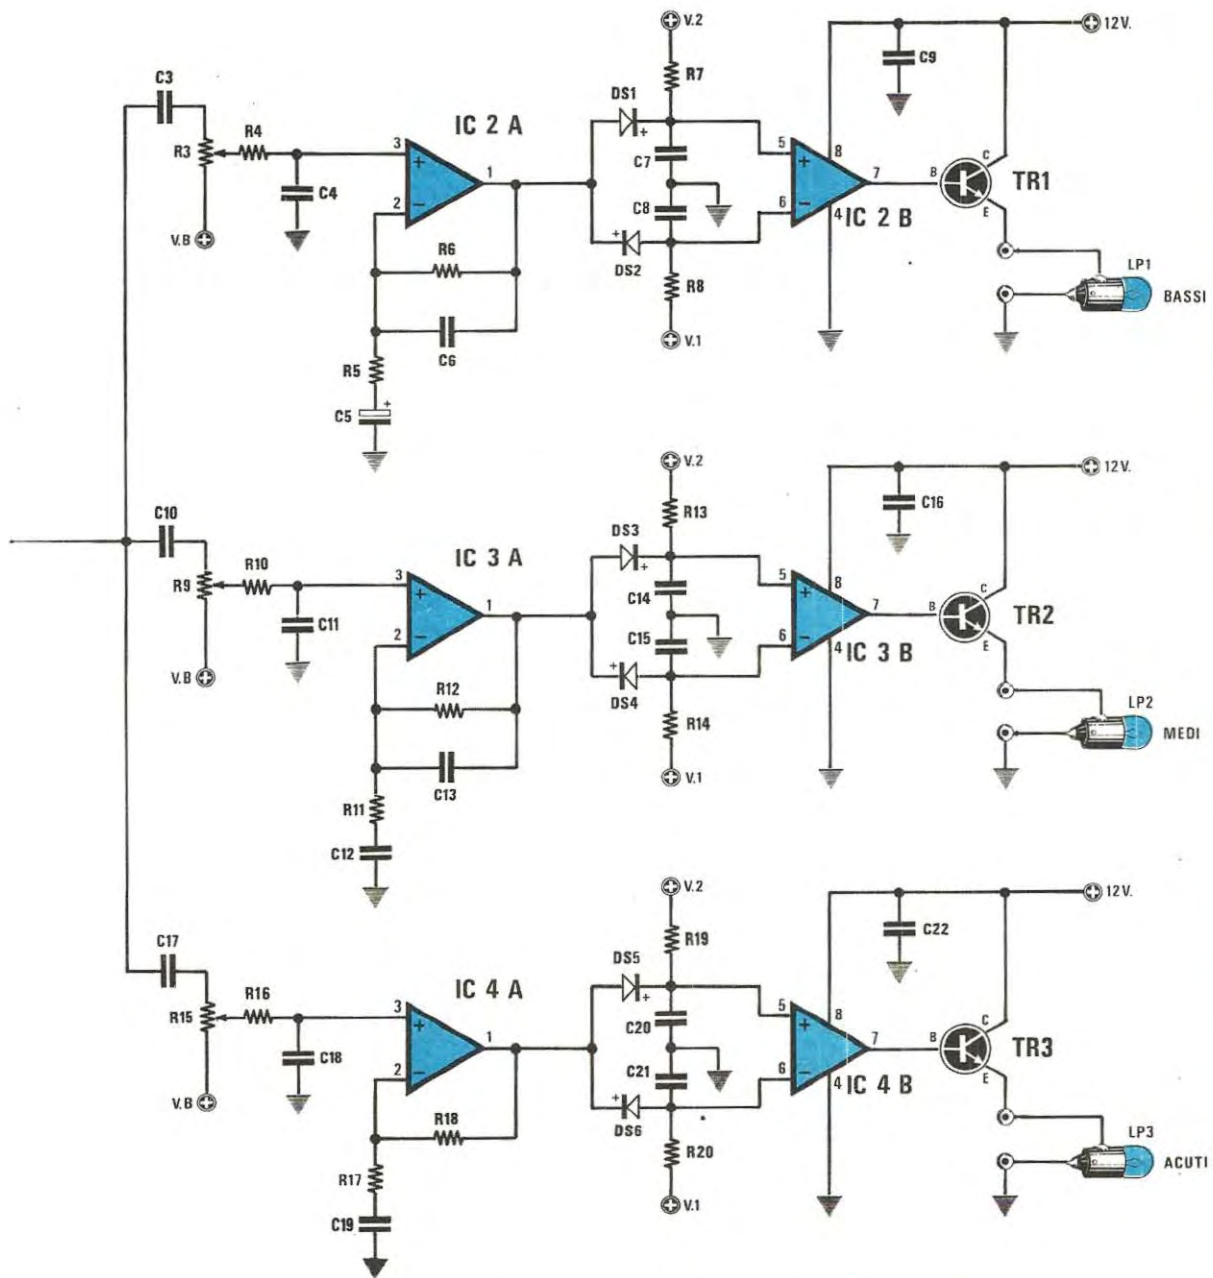 V.2
12 V.
C3
R7
C9
DS1
+
IC 2 A
R4
R3
3
+
1
2
−
C4
C7
C8
5
+
8
7
6
−
4
IC 2 B
B
C
E
TR1
V.B
R6
DS2
+
R8
LP1
BASSI
C6
V.1
R5
C5
+
V.2
12 V.
C10
R13
C16
DS3
+
IC 3 A
R10
R9
3
+
1
2
−
C11
C14
C15
5
+
8
7
6
−
4
IC 3 B
B
C
E
TR2
V.B
R12
DS4
+
R14
LP2
MEDI
C13
V.1
R11
C12
V.2
12 V.
C17
R19
C22
DS5
+
IC 4 A
R16
R15
3
+
1
2
−
C18
C20
C21
5
+
8
7
6
−
4
IC 4 B
B
C
E
TR3
V.B
R18
DS6
+
R20
LP3
ACUTI
R17
V.1
C19